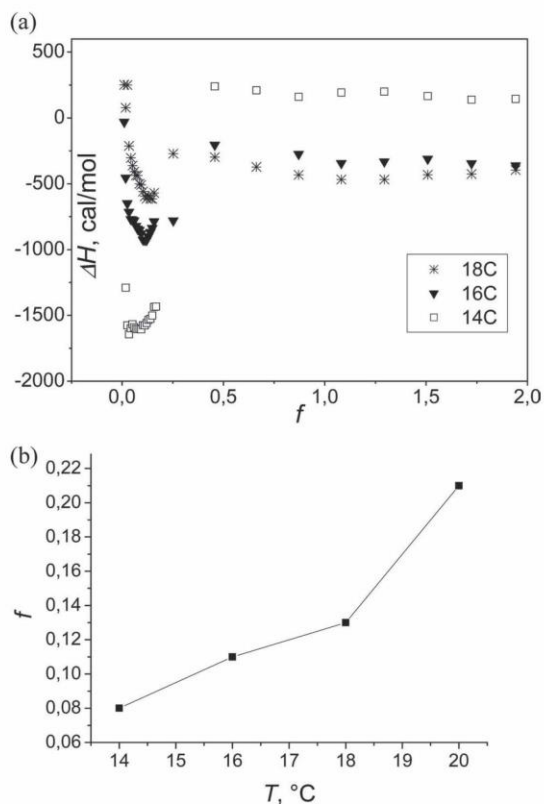 (a)
500
0
-500
-1000
-1500
-2000
ΔH, cal/mol
18C
16C
14C
0,0 0,5 1,0 1,5 2,0
f
(b)
0,22
0,20
0,18
0,16
0,14
0,12
0,10
0,08
0,06
f
14 15 16 17 18 19 20
T, °C